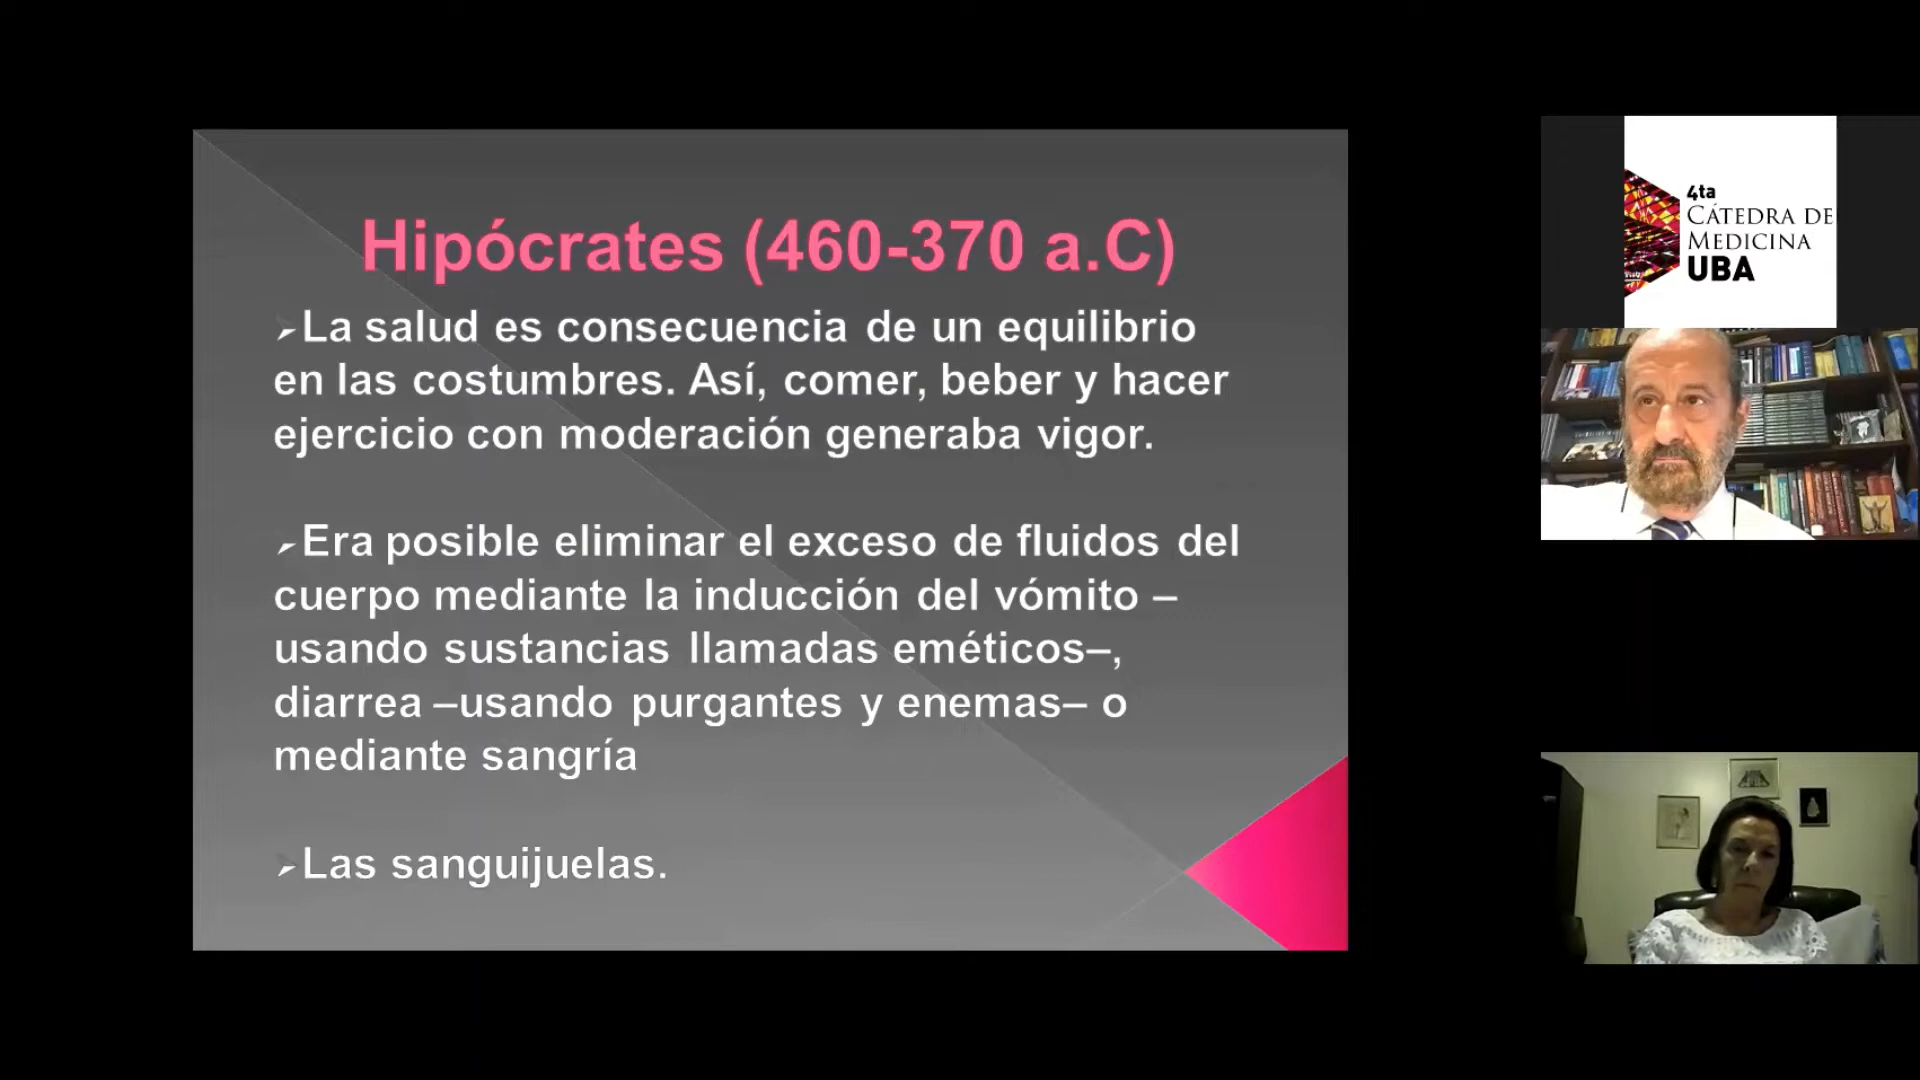 Hipócrates (460-370 a.C)
➢La salud es consecuencia de un equilibrio
en las costumbres. Así, comer, beber y hacer
ejercicio con moderación generaba vigor.
➢Era posible eliminar el exceso de fluidos del
cuerpo mediante la inducción del vómito –
usando sustancias llamadas eméticos–,
diarrea –usando purgantes y enemas– o
mediante sangría
➢Las sanguijuelas.
4ta
CÁTEDRA DE
MEDICINA
UBA